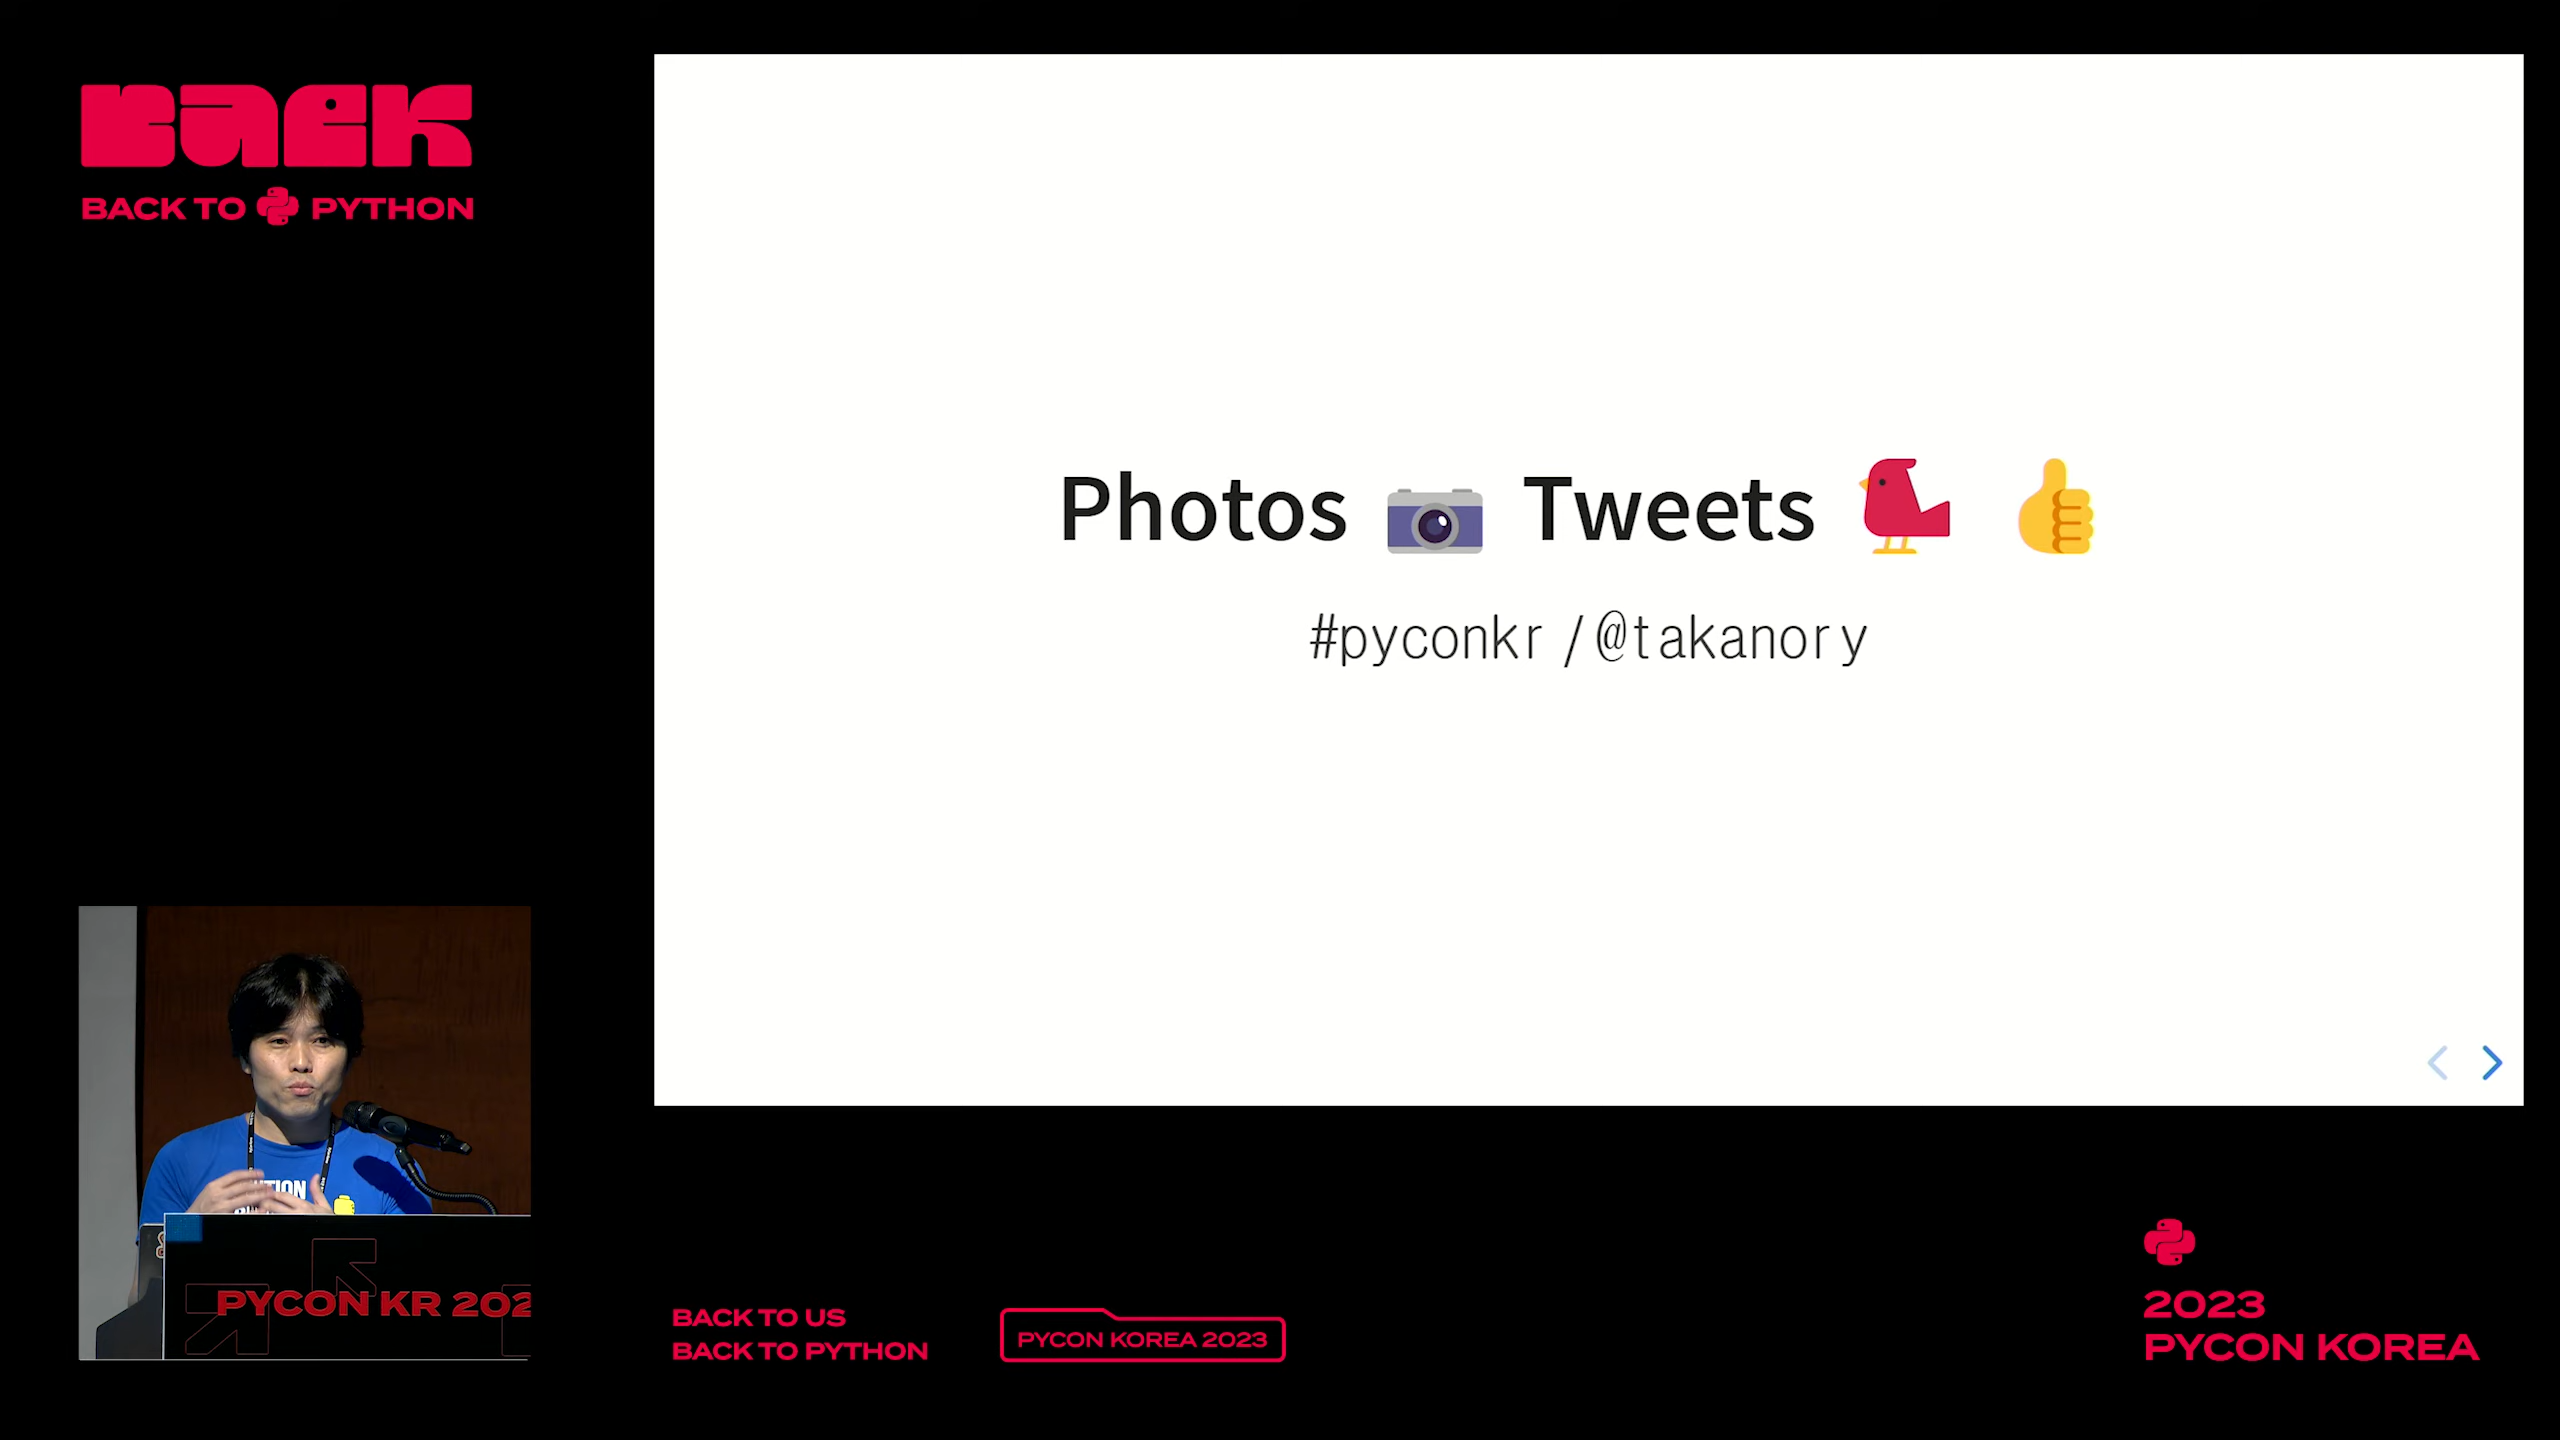 BACK
BACK TO PYTHON
Photos Tweets
#pyconkr / @takanory
PYCON KR 202
BACK TO US
BACK TO PYTHON
PYCON KOREA 2023
2023
PYCON KOREA